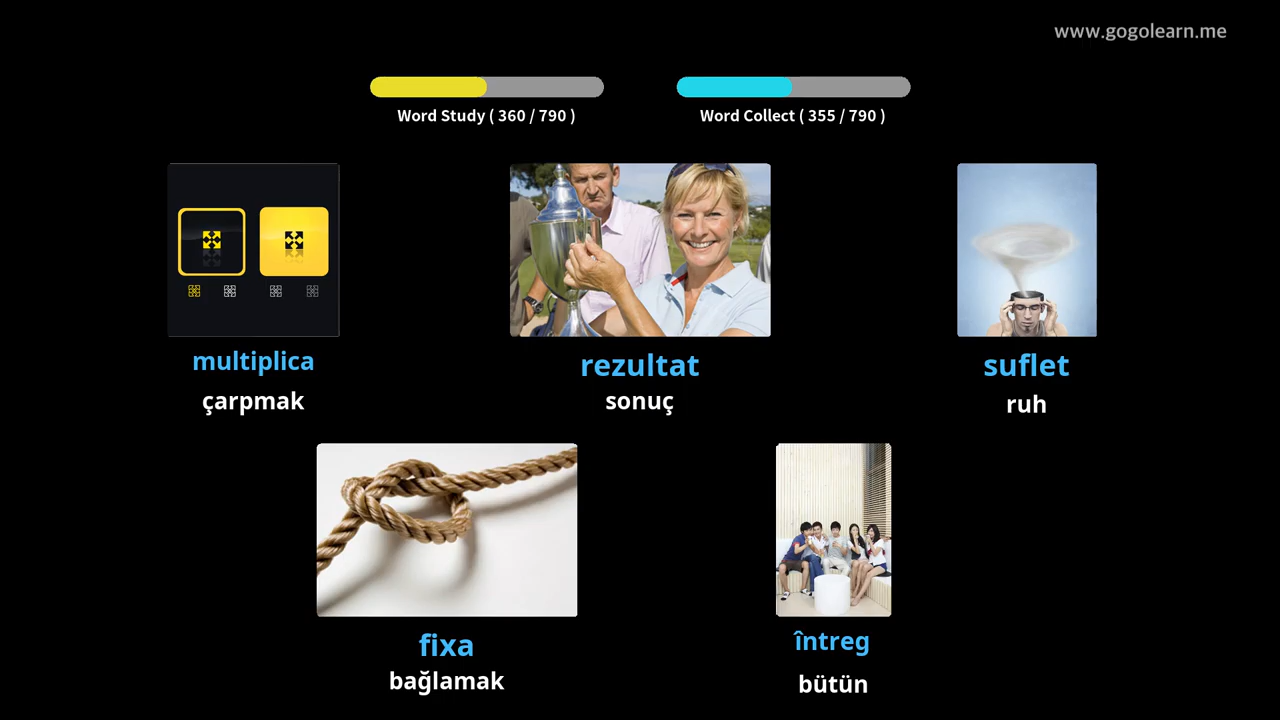 www.gogolearn.me
Word Study ( 360 / 790 )
Word Collect ( 355 / 790 )
multiplica
çarpmak
rezultat
sonuç
suflet
ruh
fixa
bağlamak
întreg
bütün